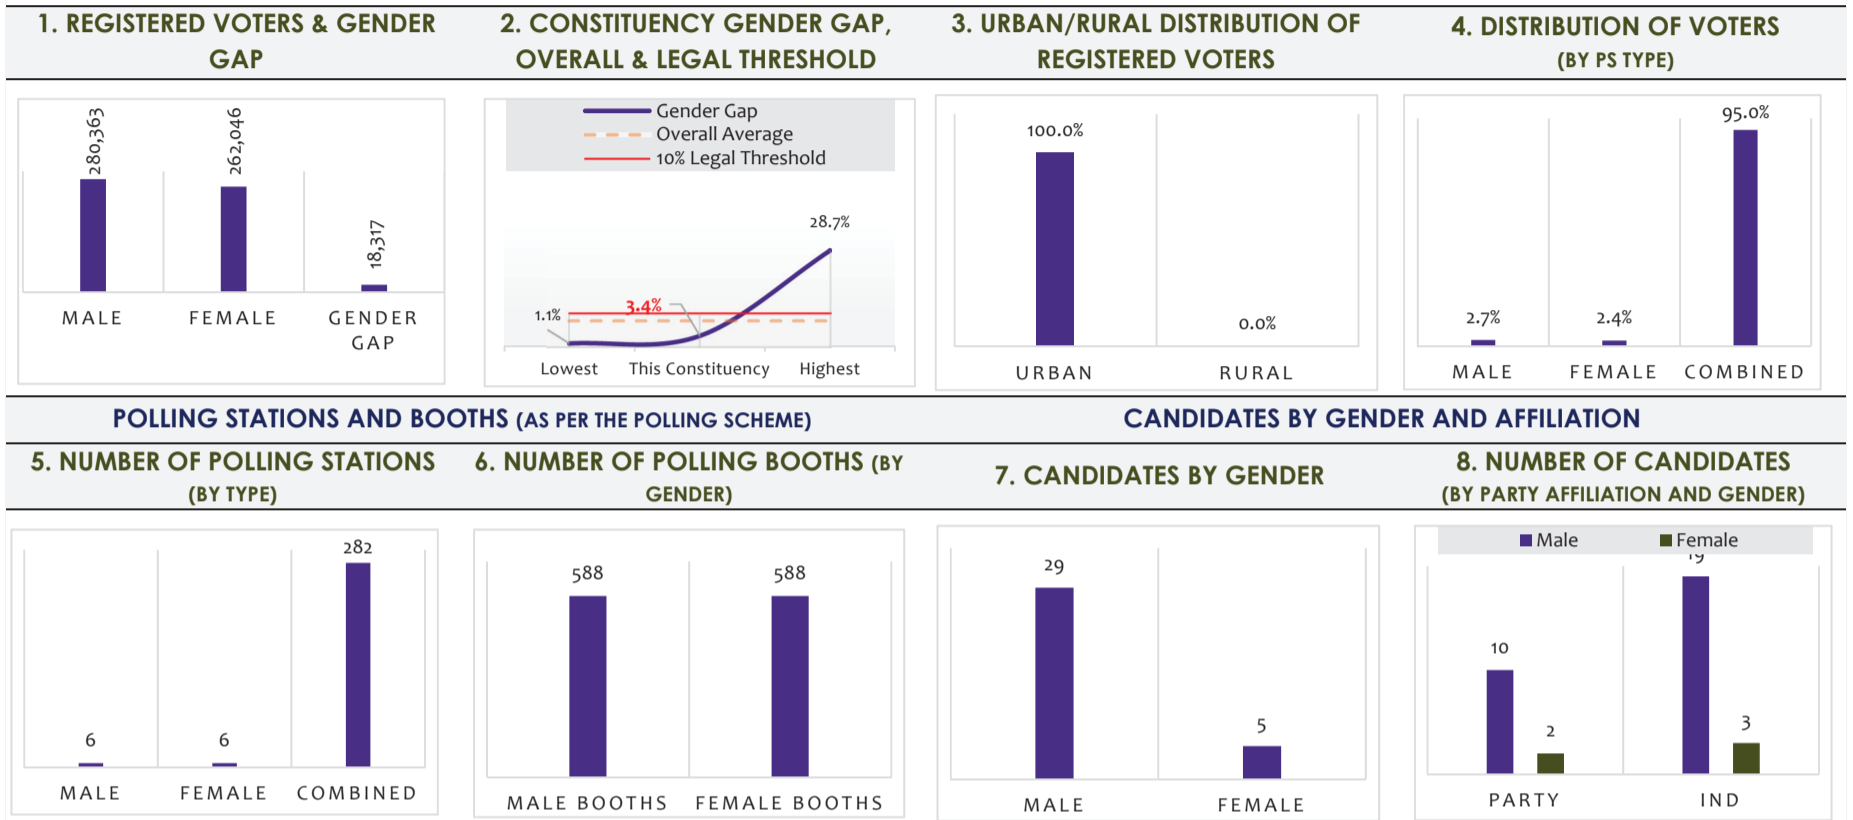 1. REGISTERED VOTERS & GENDER
GAP
2. CONSTITUENCY GENDER GAP,
OVERALL & LEGAL THRESHOLD
3. URBAN/RURAL DISTRIBUTION OF
REGISTERED VOTERS
4. DISTRIBUTION OF VOTERS
(BY PS TYPE)
280,363
262,046
18,317
MALE
FEMALE
GENDER
GAP
Gender Gap
Overall Average
10% Legal Threshold
28.7%
3.4%
1.1%
Lowest
This Constituency
Highest
100.0%
0.0%
URBAN
RURAL
95.0%
2.7%
2.4%
MALE
FEMALE
COMBINED
POLLING STATIONS AND BOOTHS (AS PER THE POLLING SCHEME)
CANDIDATES BY GENDER AND AFFILIATION
5. NUMBER OF POLLING STATIONS
(BY TYPE)
6. NUMBER OF POLLING BOOTHS (BY
GENDER)
7. CANDIDATES BY GENDER
8. NUMBER OF CANDIDATES
(BY PARTY AFFILIATION AND GENDER)
282
6
6
MALE
FEMALE
COMBINED
588
588
MALE BOOTHS
FEMALE BOOTHS
29
5
MALE
FEMALE
Male
Female
19
10
2
3
PARTY
IND